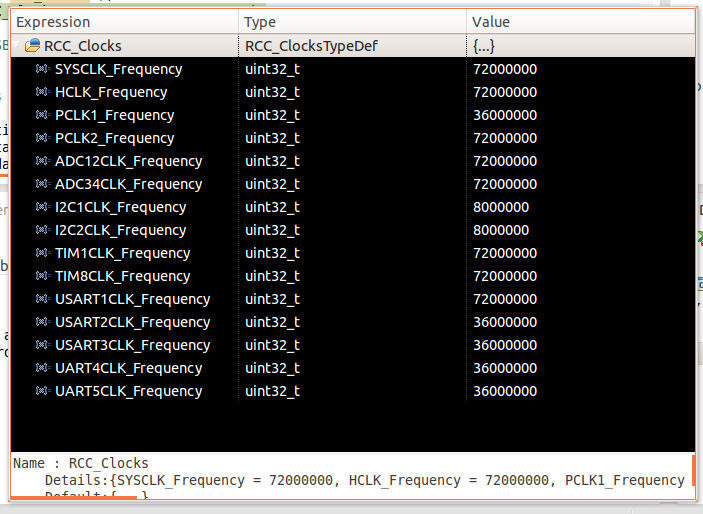 Expression Type Value
RCC_Clocks RCC_ClocksTypeDef {...}
SYSCLK_Frequency uint32_t 72000000
HCLK_Frequency uint32_t 72000000
PCLK1_Frequency uint32_t 36000000
PCLK2_Frequency uint32_t 72000000
ADC12CLK_Frequency uint32_t 72000000
ADC34CLK_Frequency uint32_t 72000000
I2C1CLK_Frequency uint32_t 8000000
I2C2CLK_Frequency uint32_t 8000000
TIM1CLK_Frequency uint32_t 72000000
TIM8CLK_Frequency uint32_t 72000000
USART1CLK_Frequency uint32_t 72000000
USART2CLK_Frequency uint32_t 36000000
USART3CLK_Frequency uint32_t 36000000
UART4CLK_Frequency uint32_t 36000000
UART5CLK_Frequency uint32_t 36000000
Name : RCC_Clocks
Details:{SYSCLK_Frequency = 72000000, HCLK_Frequency = 72000000, PCLK1_Frequency
Default:{...}